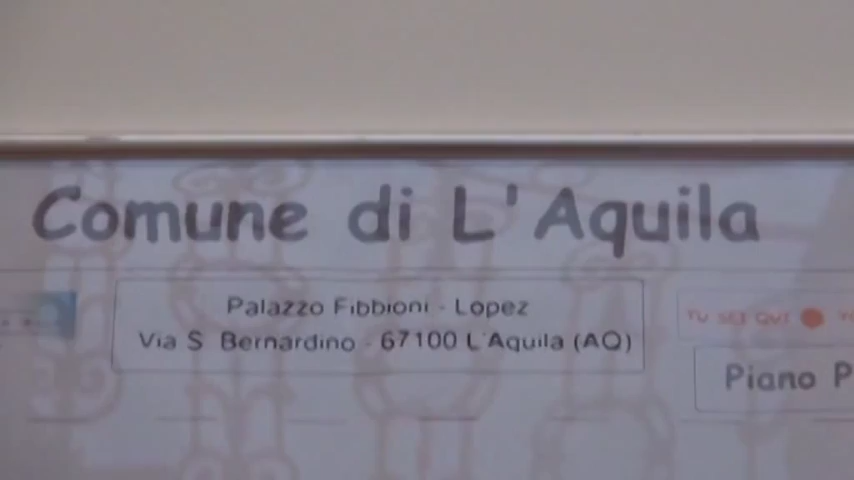 Comune di L'Aquila
Palazzo Fibbioni - Lopez
Via S Bernardino - 67100 L'Aquila (AQ)
TU SEI QUI
Piano P